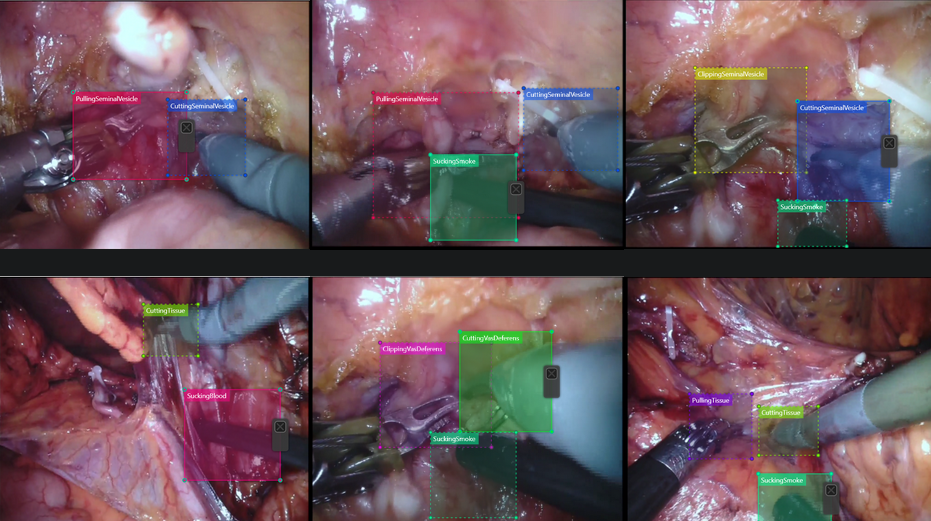 PullingSeminalVesicle
CuttingSeminalVesicle
PullingSeminalVesicle
CuttingSeminalVesicle
SuckingSmoke
ClippingSeminalVesicle
CuttingSeminalVesicle
SuckingSmoke
CuttingTissue
SuckingBlood
ClippingVasDeferens
CuttingVasDeferens
SuckingSmoke
PullingTissue
CuttingTissue
SuckingSmoke